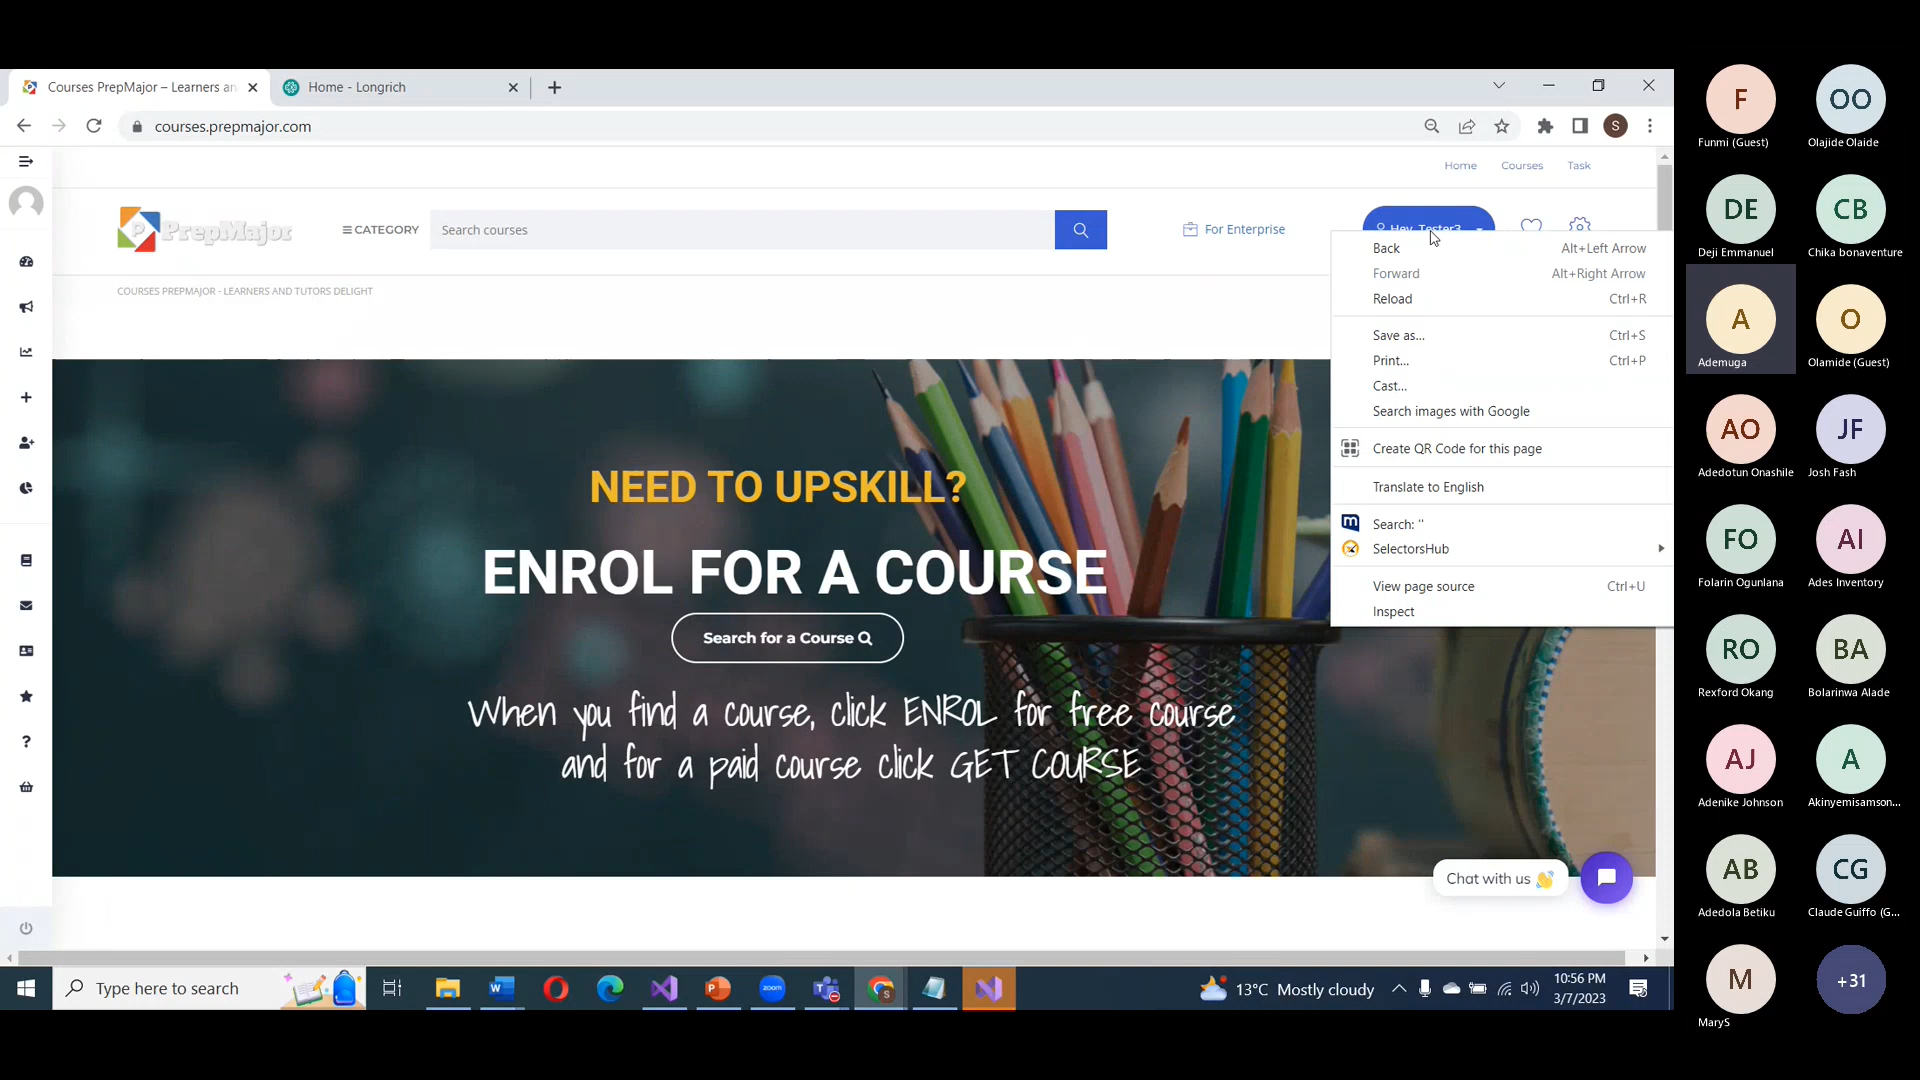 Courses PrepMajor – Learners an
Home - Longrich
courses.prepmajor.com
S
Home
Courses
Task
P
PrepMajor
CATEGORY
Search courses
For Enterprise
Hey, Tester3
COURSES PREPMAJOR - LEARNERS AND TUTORS DELIGHT
Back Alt+Left Arrow
Forward Alt+Right Arrow
Reload Ctrl+R
Save as... Ctrl+S
Print... Ctrl+P
Cast...
Search images with Google
Create QR Code for this page
Translate to English
m Search: ''
SelectorsHub
View page source Ctrl+U
Inspect
NEED TO UPSKILL?
ENROL FOR A COURSE
Search for a Course
When you find a course, click ENROL for free course
and for a paid course click GET COURSE
Chat with us
Type here to search
zoom
13°C Mostly cloudy
10:56 PM
3/7/2023
F
Funmi (Guest)
OO
Olajide Olaide
DE
Deji Emmanuel
CB
Chika bonaventure
A
Ademuga
O
Olamide (Guest)
AO
Adedotun Onashile
JF
Josh Fash
FO
Folarin Ogunlana
AI
Ades Inventory
RO
Rexford Okang
BA
Bolarinwa Alade
AJ
Adenike Johnson
A
Akinyemisamson...
AB
Adedola Betiku
CG
Claude Guiffo (G...
M
MaryS
+31